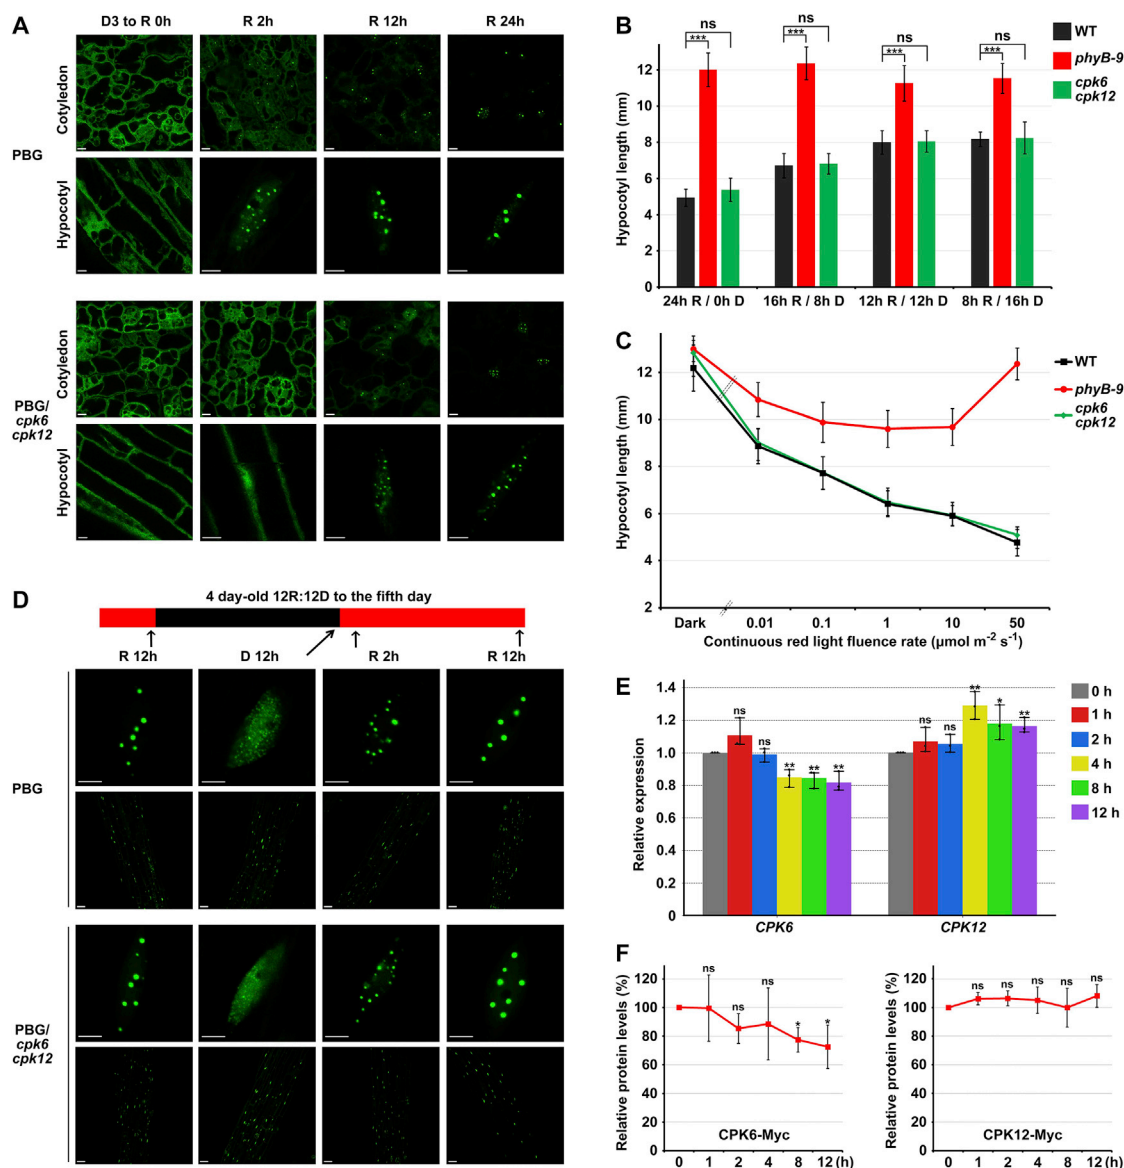 A
D3 to R 0h
R 2h
R 12h
R 24h
PBG
Cotyledon
Hypocotyl
PBG/
cpk6
cpk12
Cotyledon
Hypocotyl
B
Hypocotyl length (mm)
12
10
8
6
4
2
0
ns
***
ns
***
ns
***
ns
***
24h R / 0h D
16h R / 8h D
12h R / 12h D
8h R / 16h D
WT
phyB-9
cpk6
cpk12
C
Hypocotyl length (mm)
12
10
8
6
4
2
Dark
0.01
0.1
1
10
50
Continuous red light fluence rate (µmol m⁻² s⁻¹)
WT
phyB-9
cpk6
cpk12
D
4 day-old 12R:12D to the fifth day
R 12h
D 12h
R 2h
R 12h
PBG
PBG/
cpk6
cpk12
E
Relative expression
1.4
1.2
1.0
0.8
0.6
0.4
0.2
0
ns
ns
**
**
**
ns
ns
**
*
**
CPK6
CPK12
0 h
1 h
2 h
4 h
8 h
12 h
F
Relative protein levels (%)
120
100
80
60
40
20
0
ns
ns
ns
*
*
CPK6-Myc
0
1
2
4
8
12 (h)
Relative protein levels (%)
120
100
80
60
40
20
0
ns
ns
ns
ns
ns
CPK12-Myc
0
1
2
4
8
12 (h)